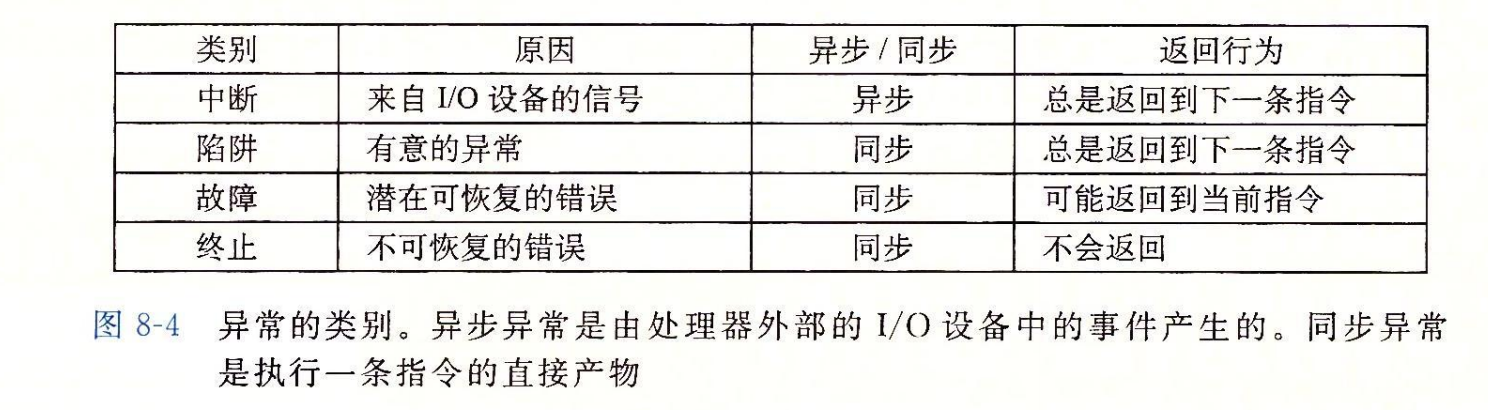 类别 原因 异步 / 同步 返回行为
中断 来自 I/O 设备的信号 异步 总是返回到下一条指令
陷阱 有意的异常 同步 总是返回到下一条指令
故障 潜在可恢复的错误 同步 可能返回到当前指令
终止 不可恢复的错误 同步 不会返回
图 8-4 异常的类别。异步异常是由处理器外部的 I/O 设备中的事件产生的。同步异常
是执行一条指令的直接产物